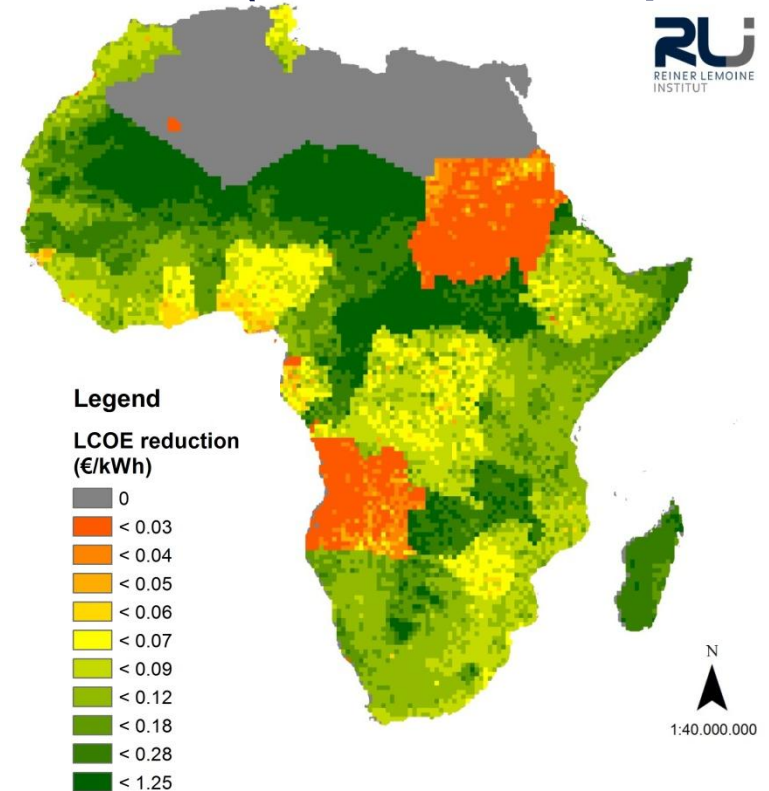 RLI
REINER LEMOINE
INSTITUT
Legend
LCOE reduction
(€/kWh)
0
< 0.03
< 0.04
< 0.05
< 0.06
< 0.07
< 0.09
< 0.12
< 0.18
< 0.28
< 1.25
N
1:40.000.000